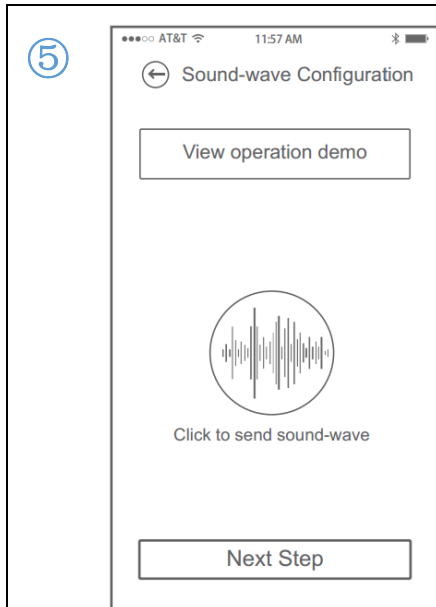 ⑤
AT&T 11:57 AM
Sound-wave Configuration
View operation demo
Click to send sound-wave
Next Step